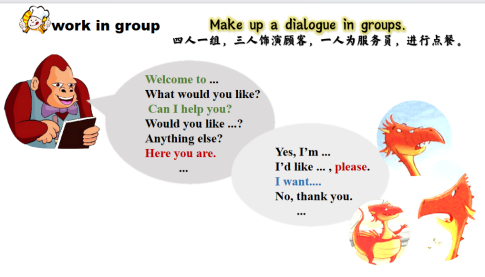 work in group
Make up a dialogue in groups.
四人一组，三人饰演顾客，一人为服务员，进行点餐。
Welcome to ...
What would you like?
Can I help you?
Would you like ...?
Anything else?
Here you are.
...
Yes, I'm ...
I'd like ... , please.
I want....
No, thank you.
...